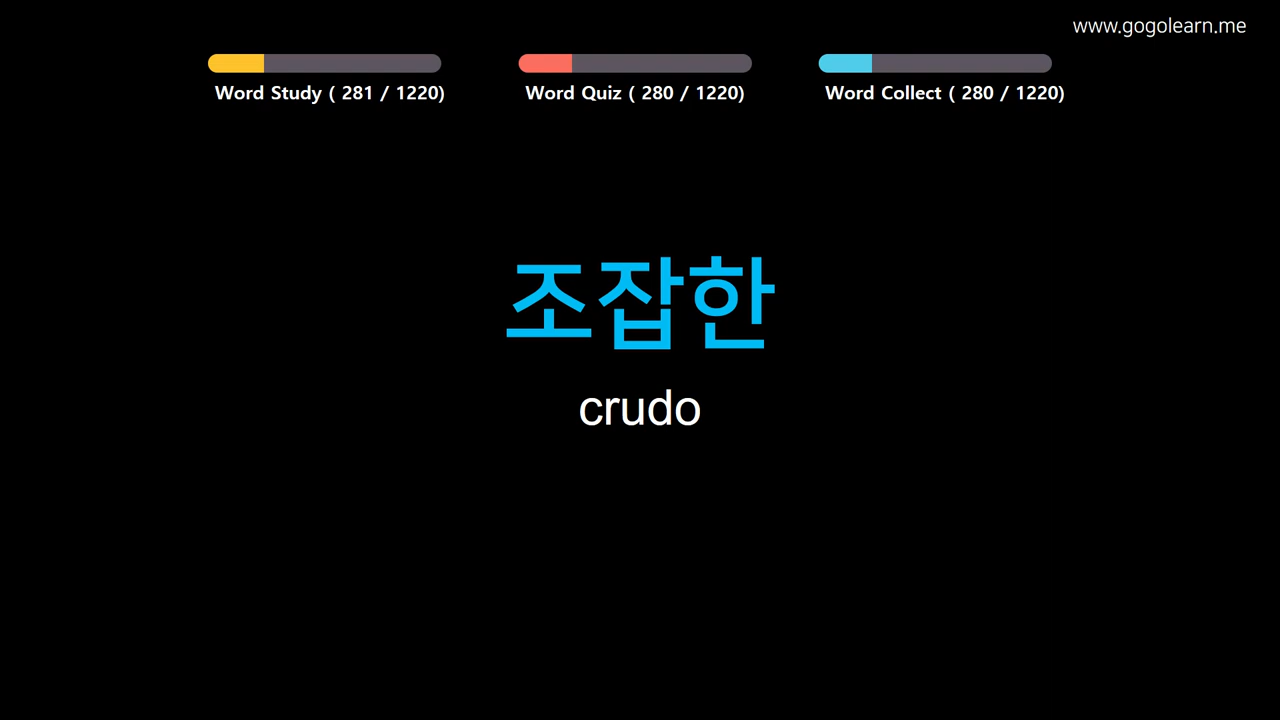 www.gogolearn.me
Word Study ( 281 / 1220)
Word Quiz ( 280 / 1220)
Word Collect ( 280 / 1220)
조잡한
crudo